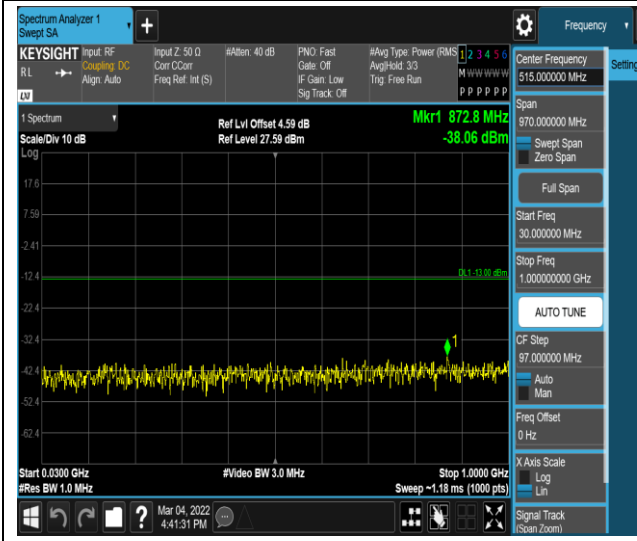 Spectrum Analyzer 1
Swept SA
+
Frequency
KEYSIGHT
RL
LXI
Input: RF
Coupling: DC
Align: Auto
Input Z: 50 Ω
Corr CCorr
Freq Ref: Int (S)
#Atten: 40 dB
PNO: Fast
Gate: Off
IF Gain: Low
Sig Track: Off
#Avg Type: Power (RMS
Avg|Hold: 3/3
Trig: Free Run
1 2 3 4 5 6
M W W W W W
P P P P P P
1 Spectrum
Scale/Div 10 dB
Log
Ref Lvl Offset 4.59 dB
Ref Level 27.59 dBm
Mkr1 872.8 MHz
-38.06 dBm
17.6
7.59
-2.41
-12.4
-22.4
-32.4
-42.4
-52.4
-62.4
DL1 -13.00 dBm
1
Start 0.0300 GHz
#Res BW 1.0 MHz
#Video BW 3.0 MHz
Stop 1.0000 GHz
Sweep ~1.18 ms (1000 pts)
Mar 04, 2022
4:41:31 PM
?
Center Frequency
515.000000 MHz
Span
970.000000 MHz
Swept Span
Zero Span
Full Span
Start Freq
30.000000 MHz
Stop Freq
1.000000000 GHz
AUTO TUNE
CF Step
97.000000 MHz
Auto
Man
Freq Offset
0 Hz
X Axis Scale
Log
Lin
Signal Track
(Span Zoom)